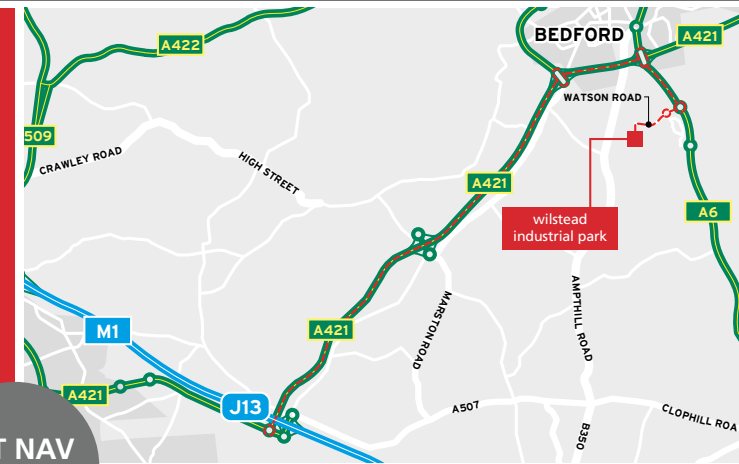 BEDFORD
A421
A422
WATSON ROAD
509
CRAWLEY ROAD
HIGH STREET
A421
wilstead
industrial park
A6
A421
MARSTON ROAD
AMPTHILL ROAD
M1
A421
J13
A507
CLOPHILL ROA
B350
T NAV